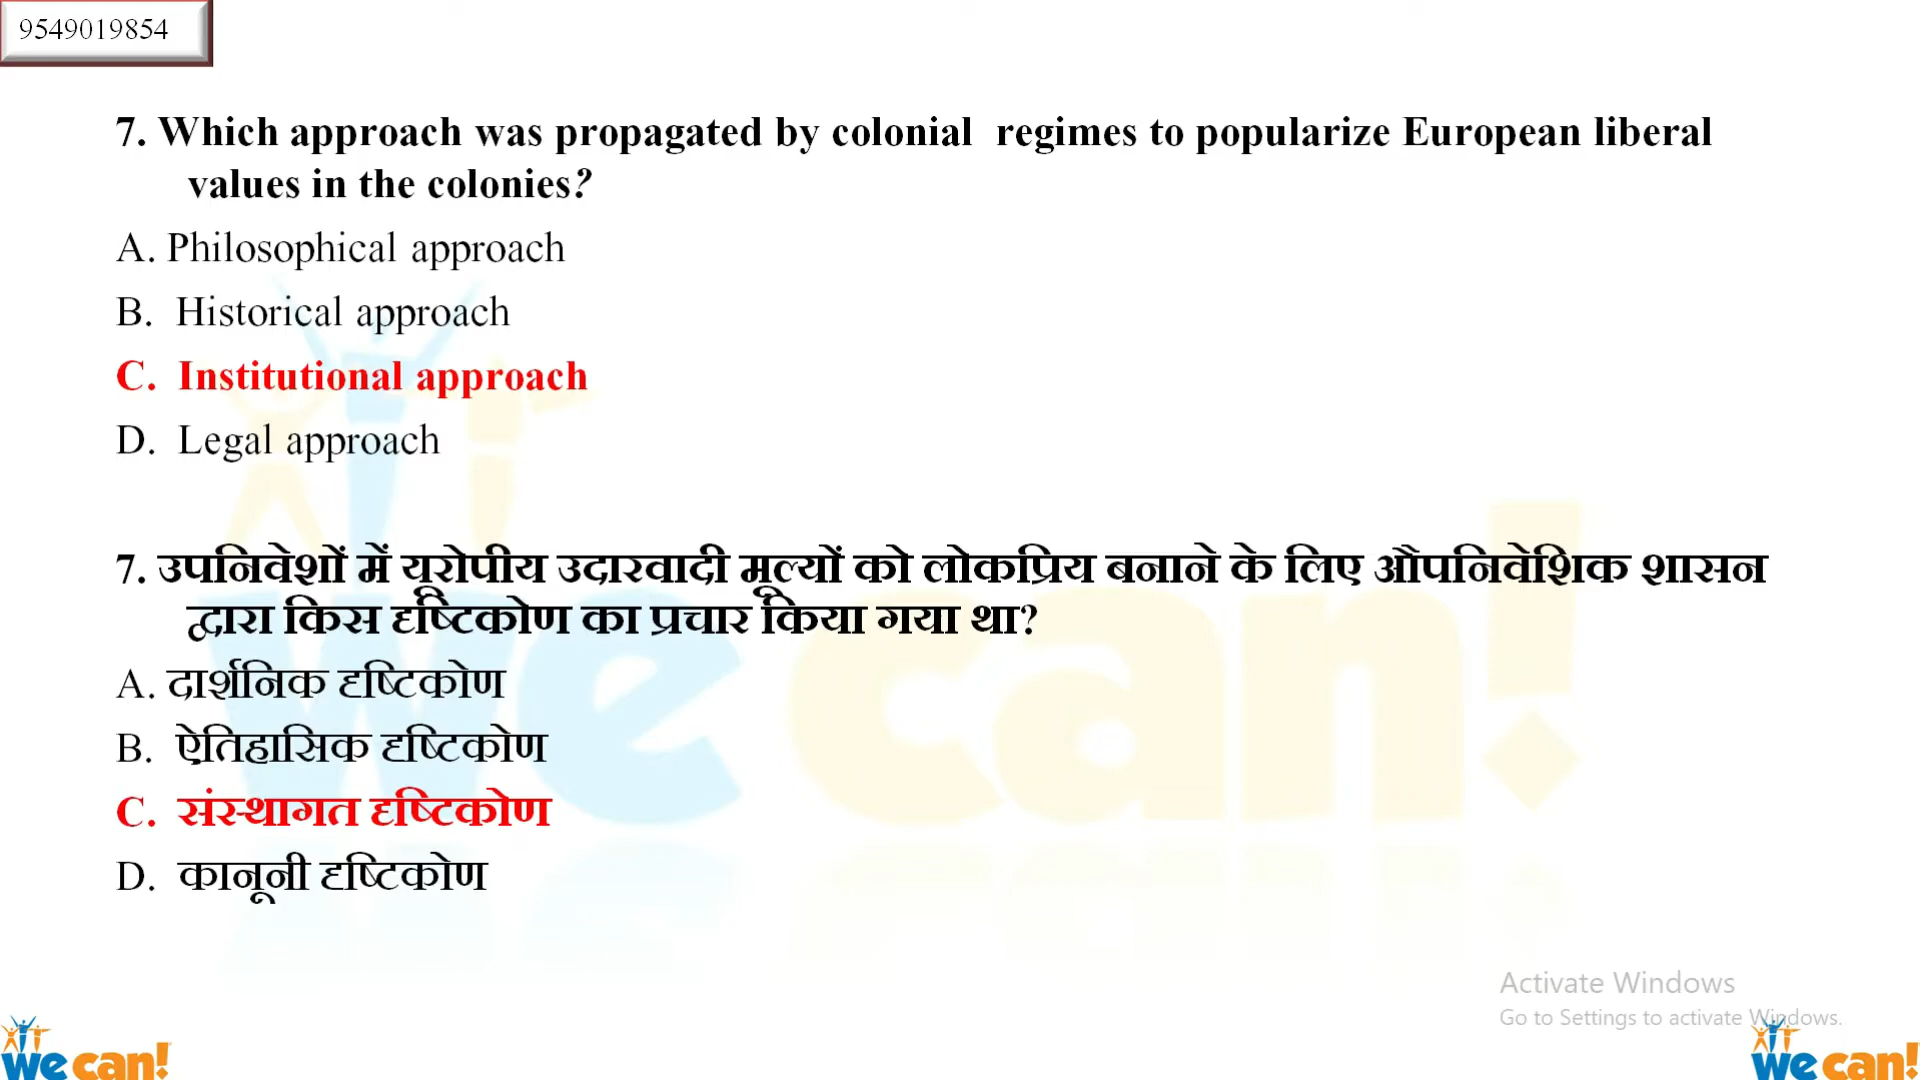 9549019854
7. Which approach was propagated by colonial regimes to popularize European liberal
values in the colonies?
A. Philosophical approach
B. Historical approach
C. Institutional approach
D. Legal approach
7. उपनिवेशों में यूरोपीय उदारवादी मूल्यों को लोकप्रिय बनाने के लिए औपनिवेशिक शासन
द्वारा किस दृष्टिकोण का प्रचार किया गया था?
A. दार्शनिक दृष्टिकोण
B. ऐतिहासिक दृष्टिकोण
C. संस्थागत दृष्टिकोण
D. कानूनी दृष्टिकोण
we can!
Activate Windows
Go to Settings to activate Windows.
we can!
we can!